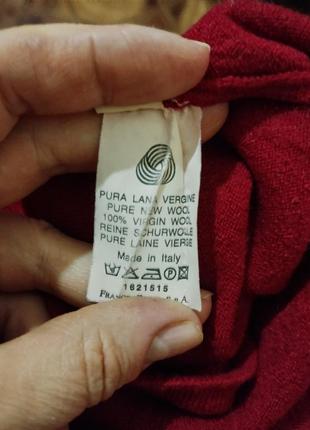 PURA LANA VERGINE
PURE NEW WOOL
100% VIRGIN WOOL
REINE SCHURWOLLE
PURE LAINE VIERGE
Made in Italy
1621515
A.